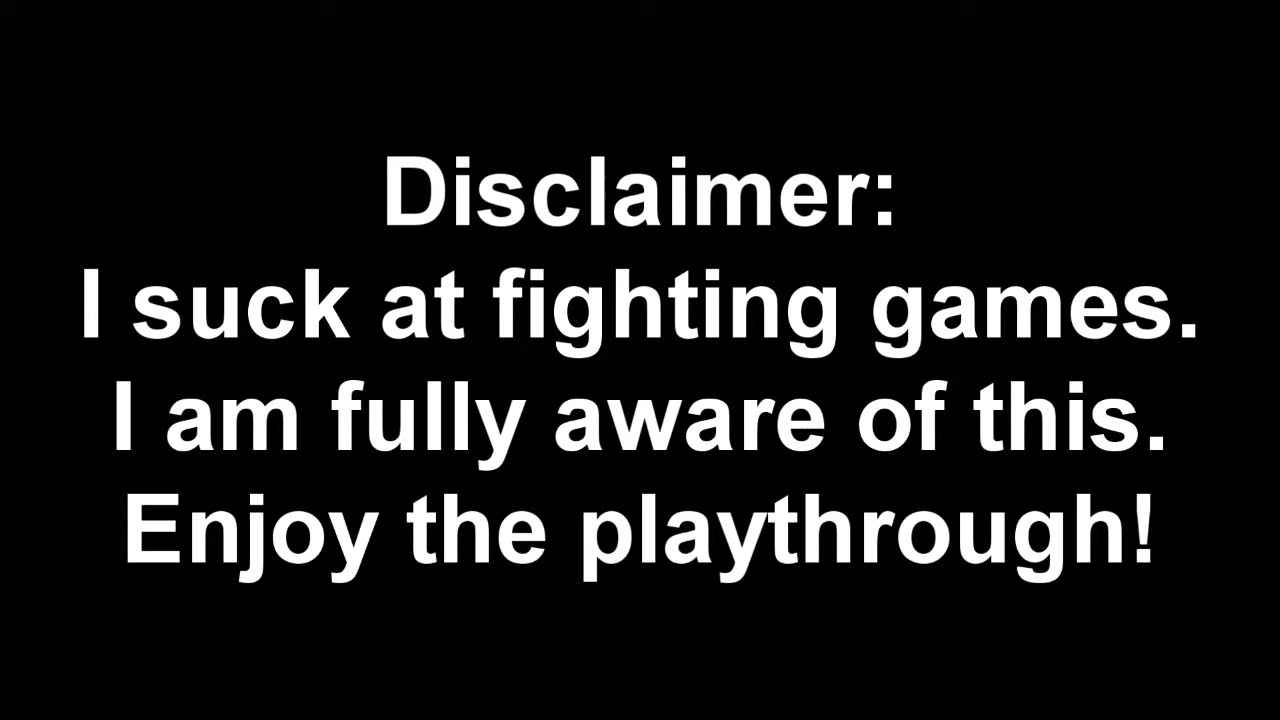 Disclaimer:
I suck at fighting games.
I am fully aware of this.
Enjoy the playthrough!